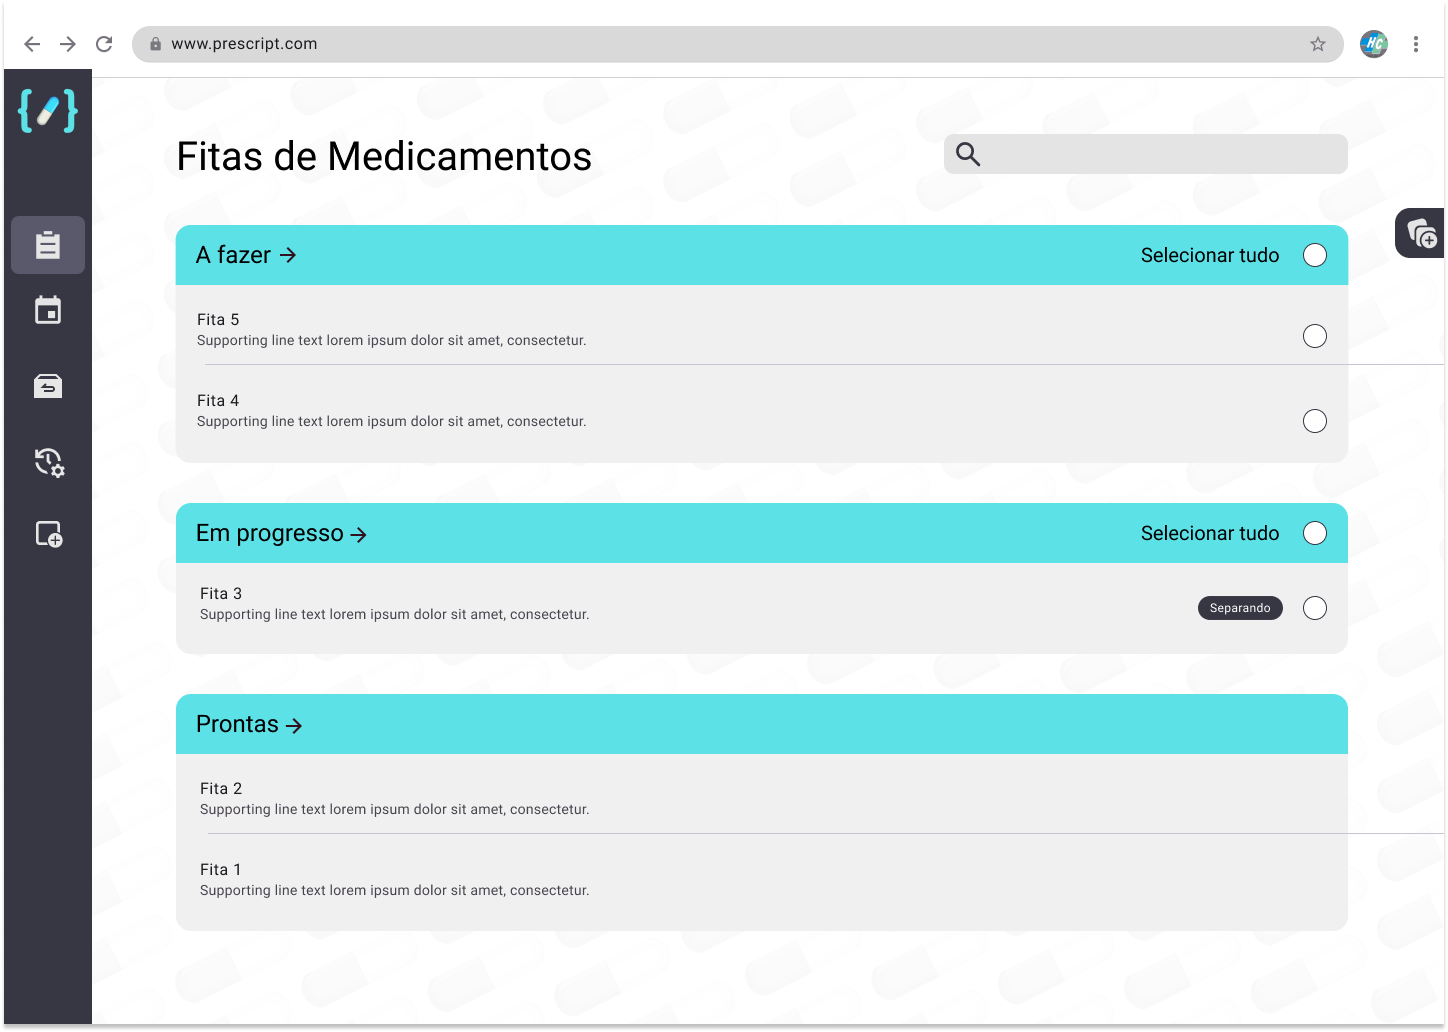 www.prescript.com
HC
Fitas de Medicamentos
A fazer → Selecionar tudo
Fita 5
Supporting line text lorem ipsum dolor sit amet, consectetur.
Fita 4
Supporting line text lorem ipsum dolor sit amet, consectetur.
Em progresso → Selecionar tudo
Fita 3
Supporting line text lorem ipsum dolor sit amet, consectetur.
Separando
Prontas →
Fita 2
Supporting line text lorem ipsum dolor sit amet, consectetur.
Fita 1
Supporting line text lorem ipsum dolor sit amet, consectetur.